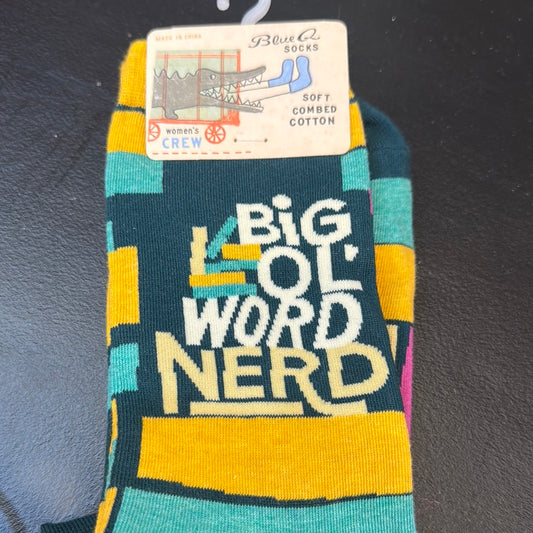 MADE IN CHINA
Blue Q
SOCKS
SOFT
COMBED
COTTON
women's
CREW
BiG
OL'
WORD
NERD